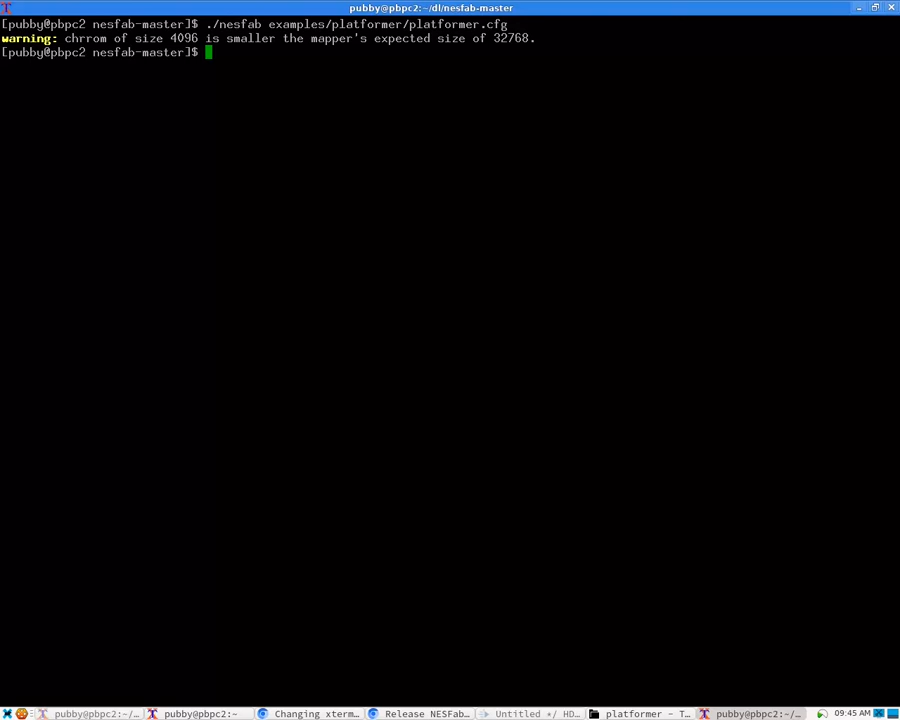 pubby@pbpc2:~/dl/nesfab-master
[pubby@pbpc2 nesfab-master]$ ./nesfab examples/platformer/platformer.cfg
warning: chrrom of size 4096 is smaller the mapper's expected size of 32768.
[pubby@pbpc2 nesfab-master]$
pubby@pbpc2:~/... pubby@pbpc2:~ Changing xterm... Release NESFab... Untitled */ HD... platformer - T... pubby@pbpc2:~/... 09:45 AM